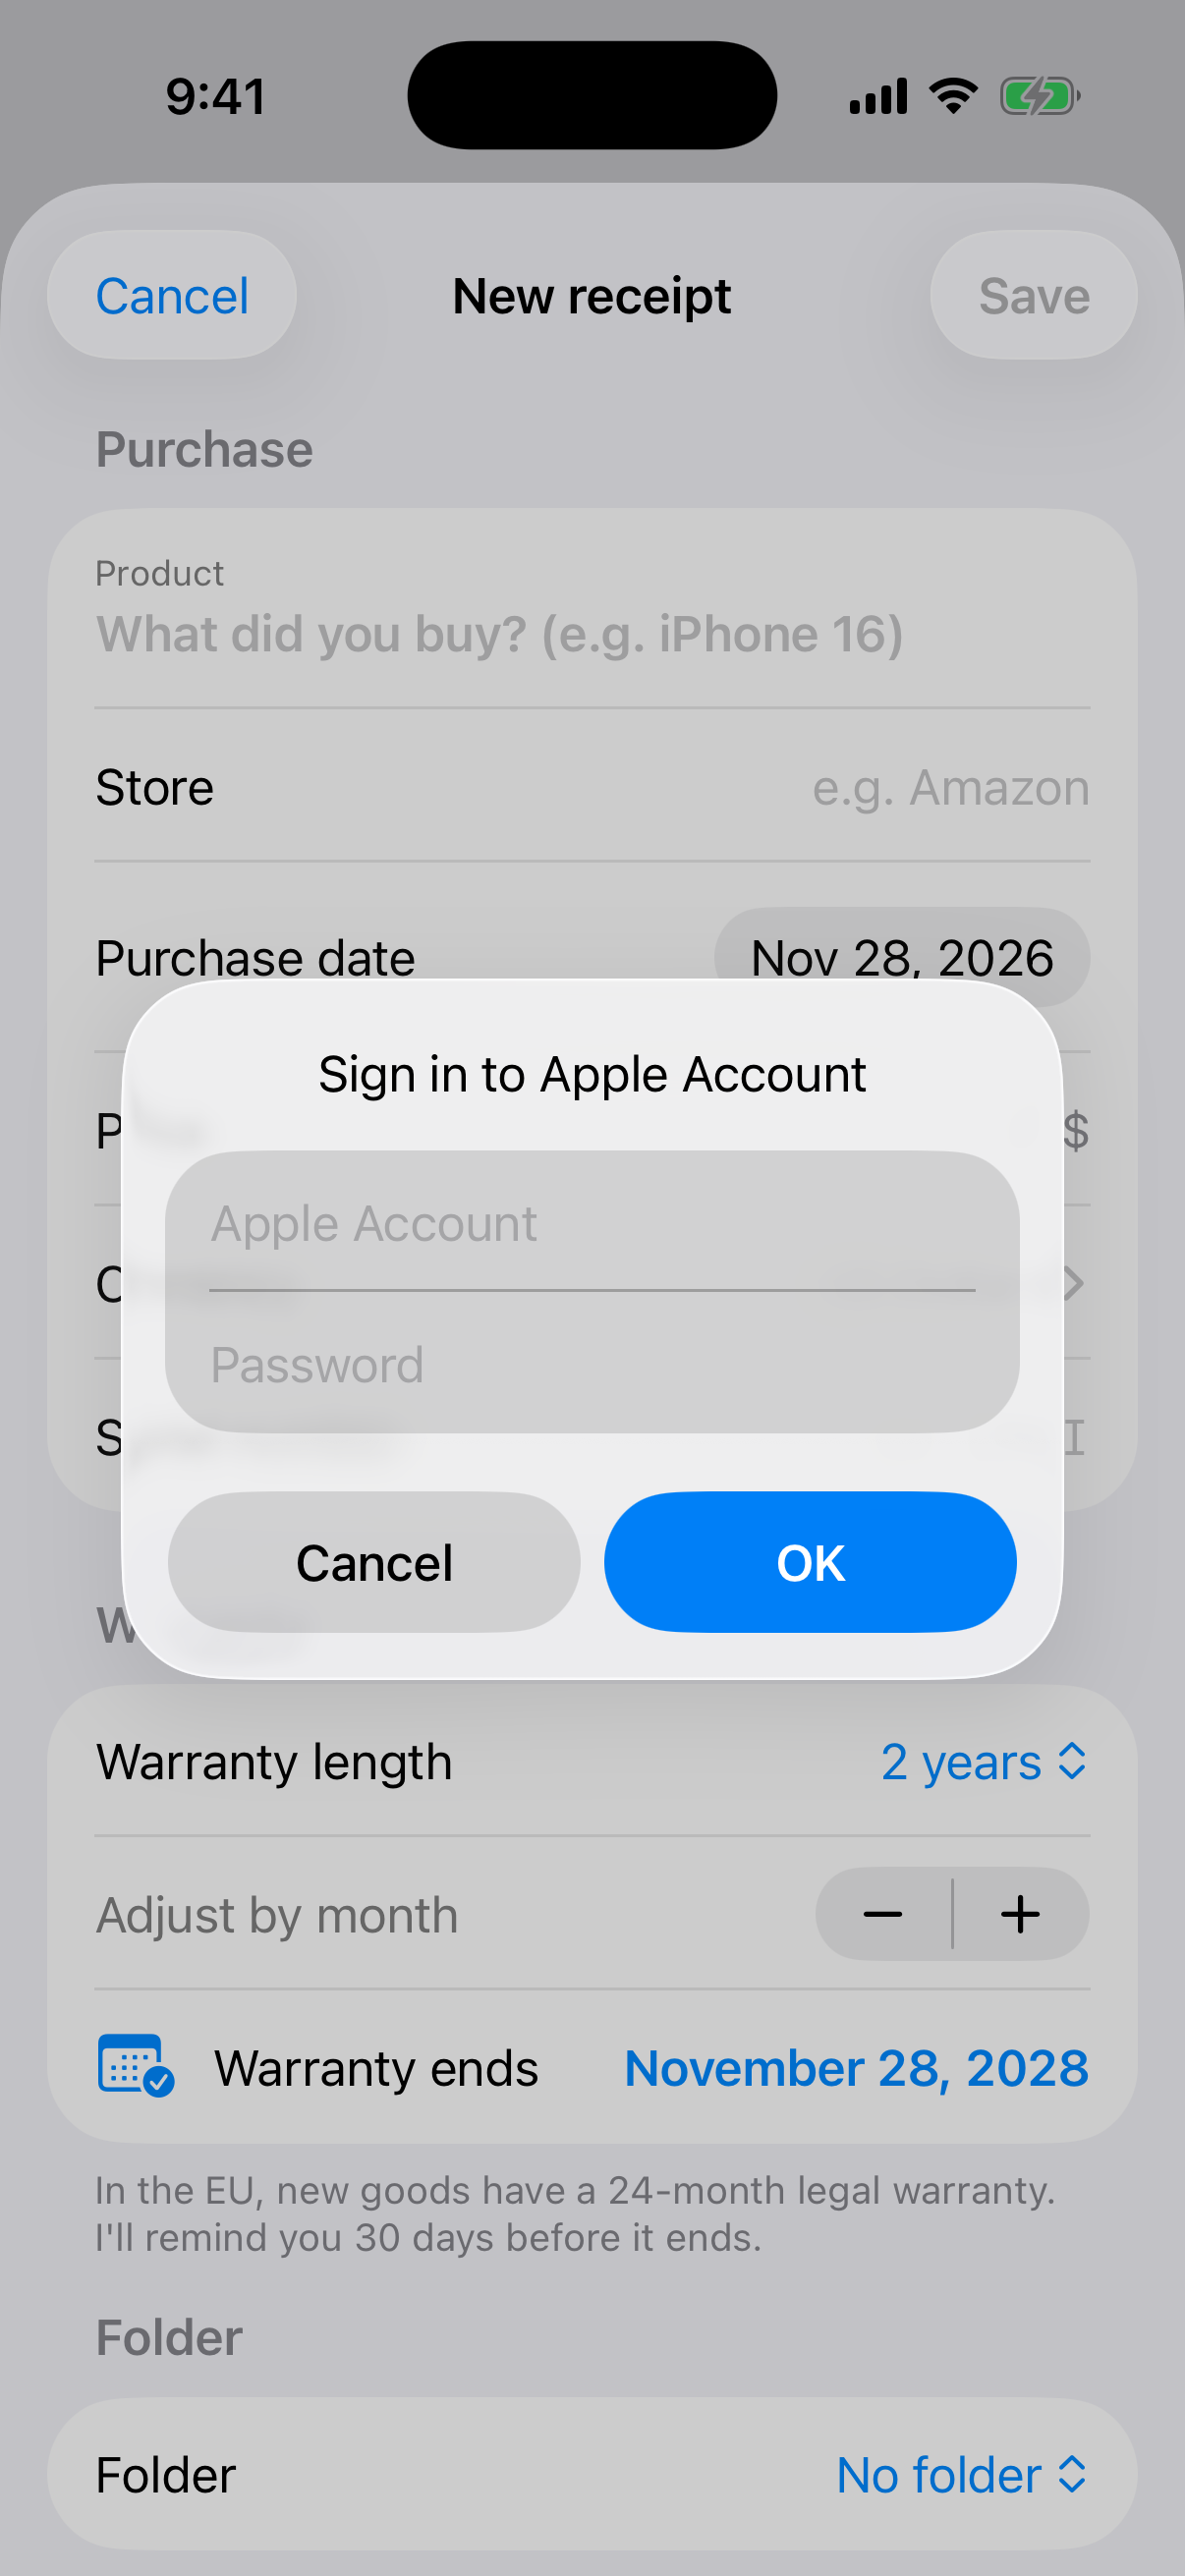 9:41
Cancel
New receipt
Save
Purchase
Product
What did you buy? (e.g. iPhone 16)
Store
e.g. Amazon
Purchase date
Nov 28, 2026
$
Sign in to Apple Account
Apple Account
Password
Cancel
OK
Warranty length
2 years
Adjust by month
Warranty ends
November 28, 2028
In the EU, new goods have a 24-month legal warranty.
I'll remind you 30 days before it ends.
Folder
Folder
No folder